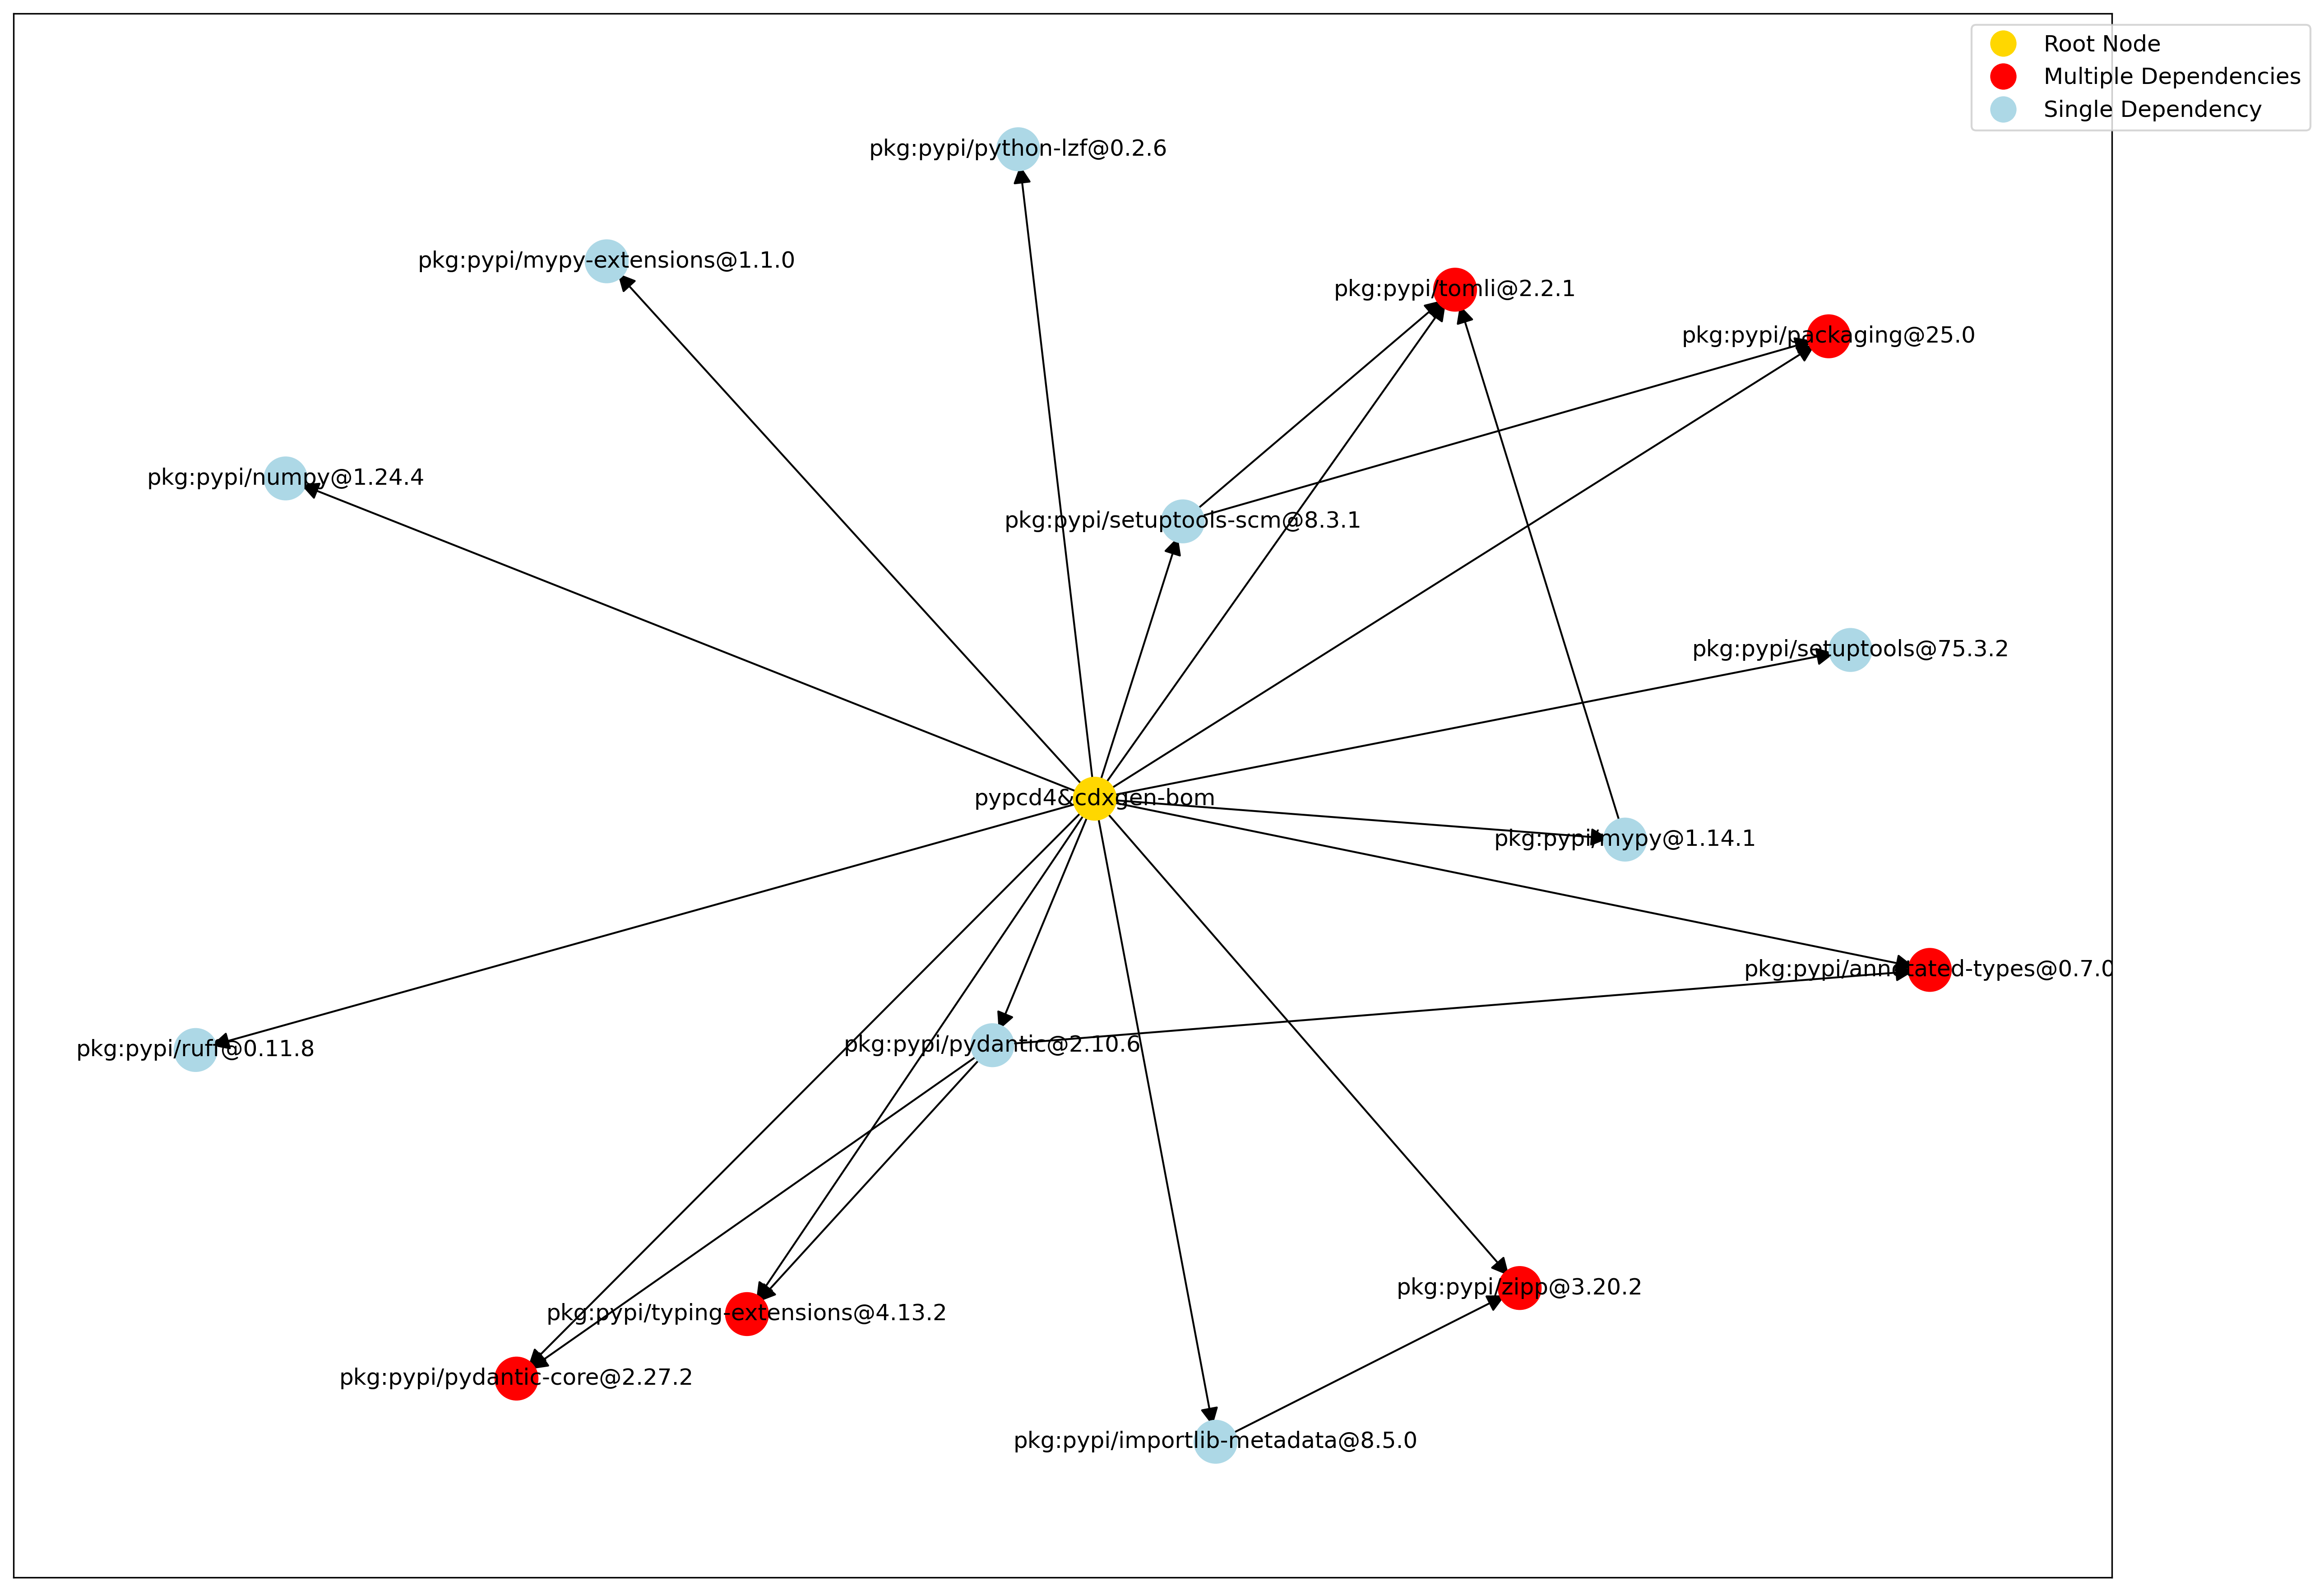 Root Node
Multiple Dependencies
Single Dependency
pkg:pypi/python-lzf@0.2.6
pkg:pypi/mypy-extensions@1.1.0
pkg:pypi/tomli@2.2.1
pkg:pypi/packaging@25.0
pkg:pypi/numpy@1.24.4
pkg:pypi/setuptools-scm@8.3.1
pkg:pypi/setuptools@75.3.2
pypcd4&cdxgen-bom
pkg:pypi/mypy@1.14.1
pkg:pypi/annotated-types@0.7.0
pkg:pypi/pydantic@2.10.6
pkg:pypi/ruff@0.11.8
pkg:pypi/zipp@3.20.2
pkg:pypi/typing-extensions@4.13.2
pkg:pypi/pydantic-core@2.27.2
pkg:pypi/importlib-metadata@8.5.0